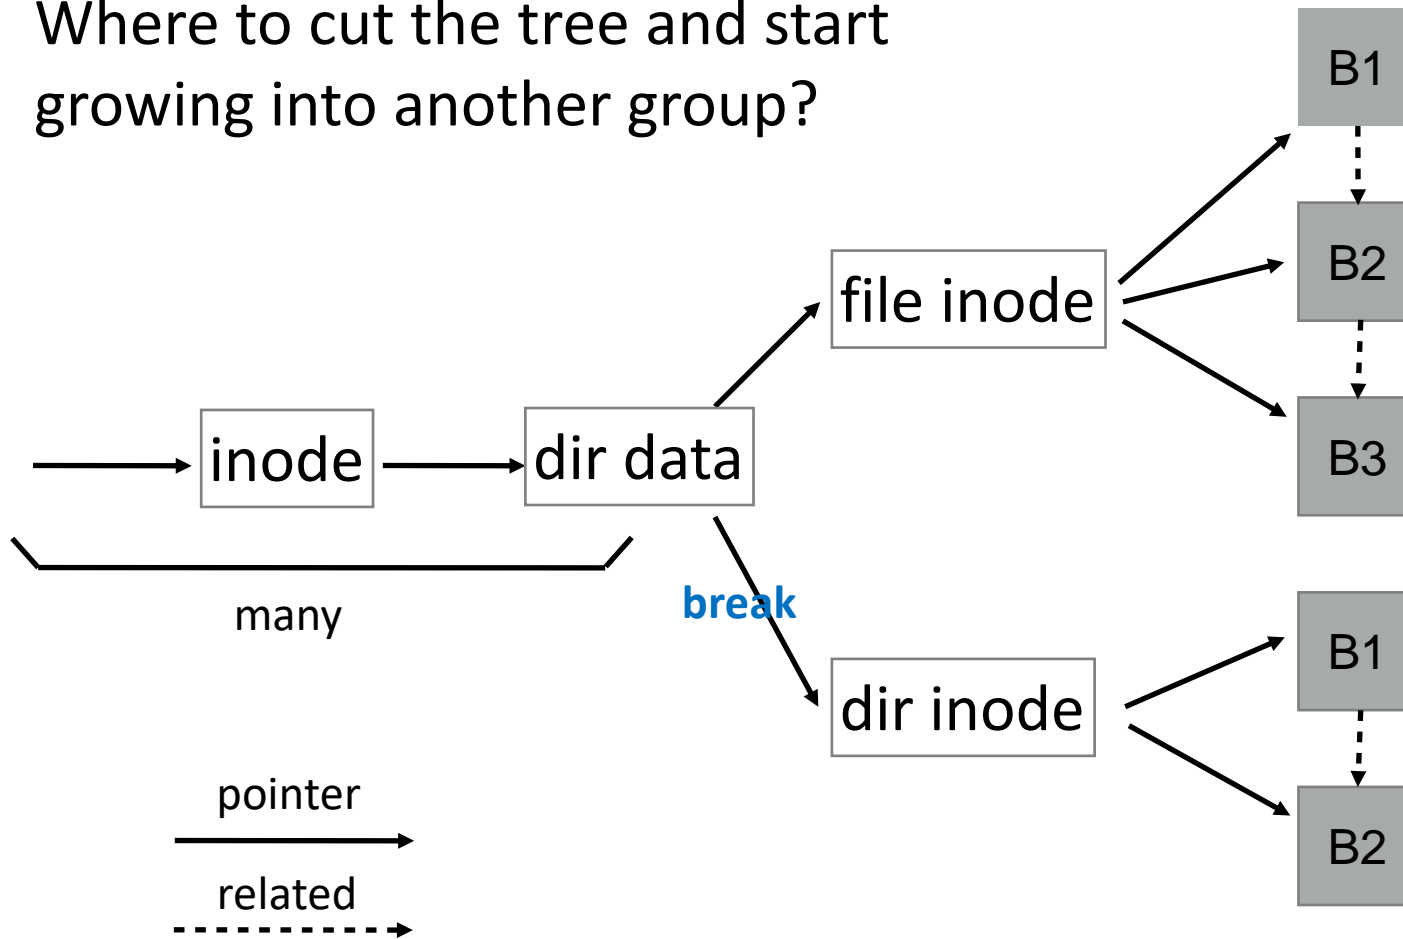 Where to cut the tree and start
growing into another group?
B1
B2
file inode
inode
dir data
B3
break
many
B1
dir inode
pointer
B2
related